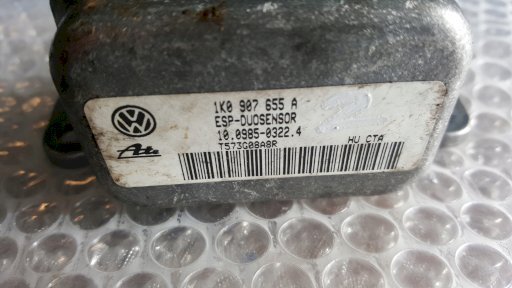 1K0 907 655 A
ESP-DUOSENSOR
10.0985-0322.4
Ate
T573G08A8R
HU CTA